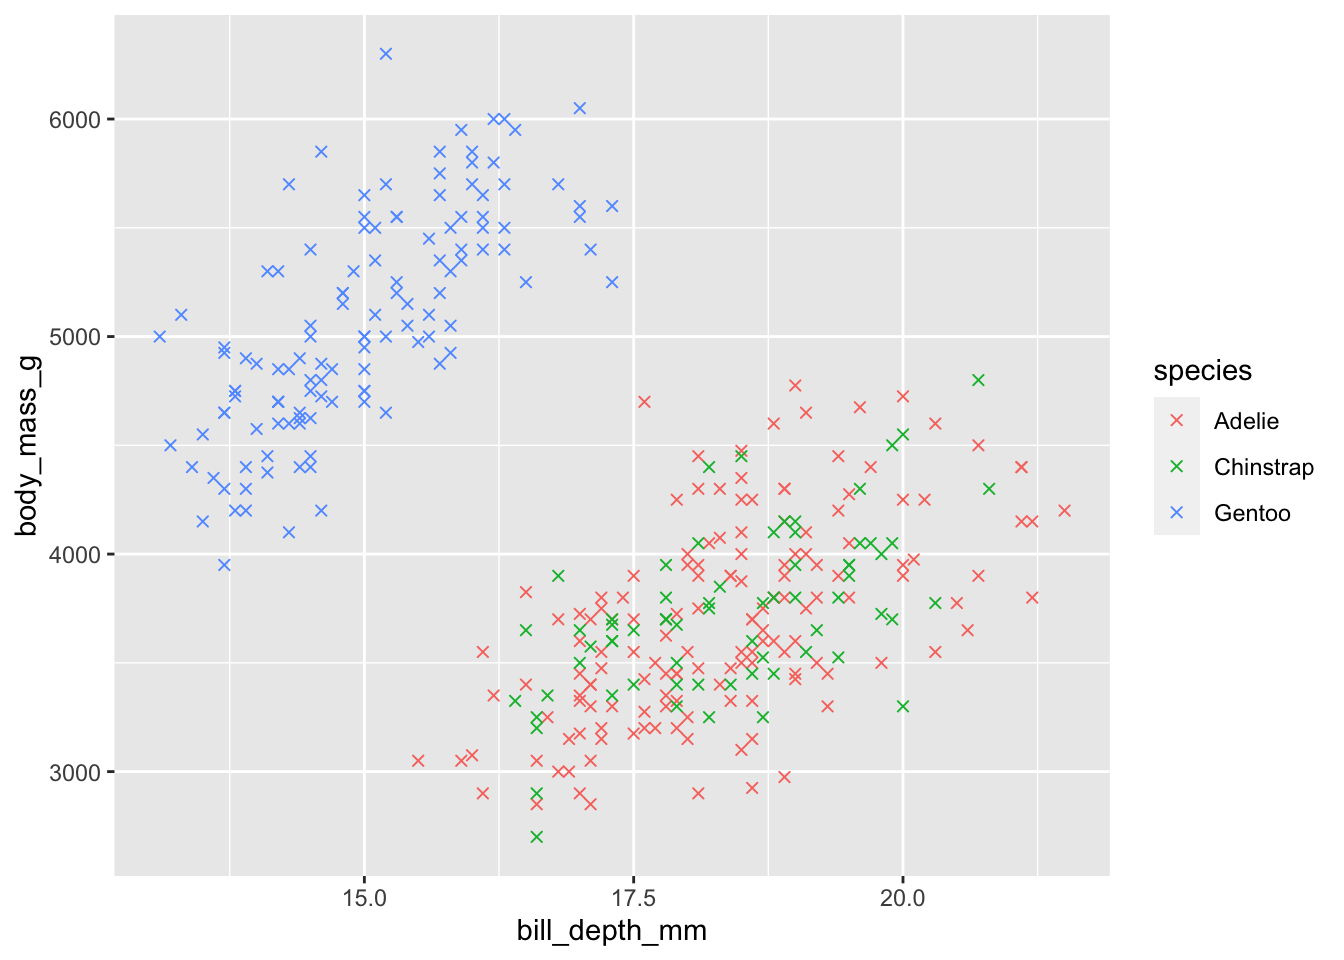 6000
5000
4000
3000
body_mass_g
15.0
17.5
20.0
bill_depth_mm
species
Adelie
Chinstrap
Gentoo